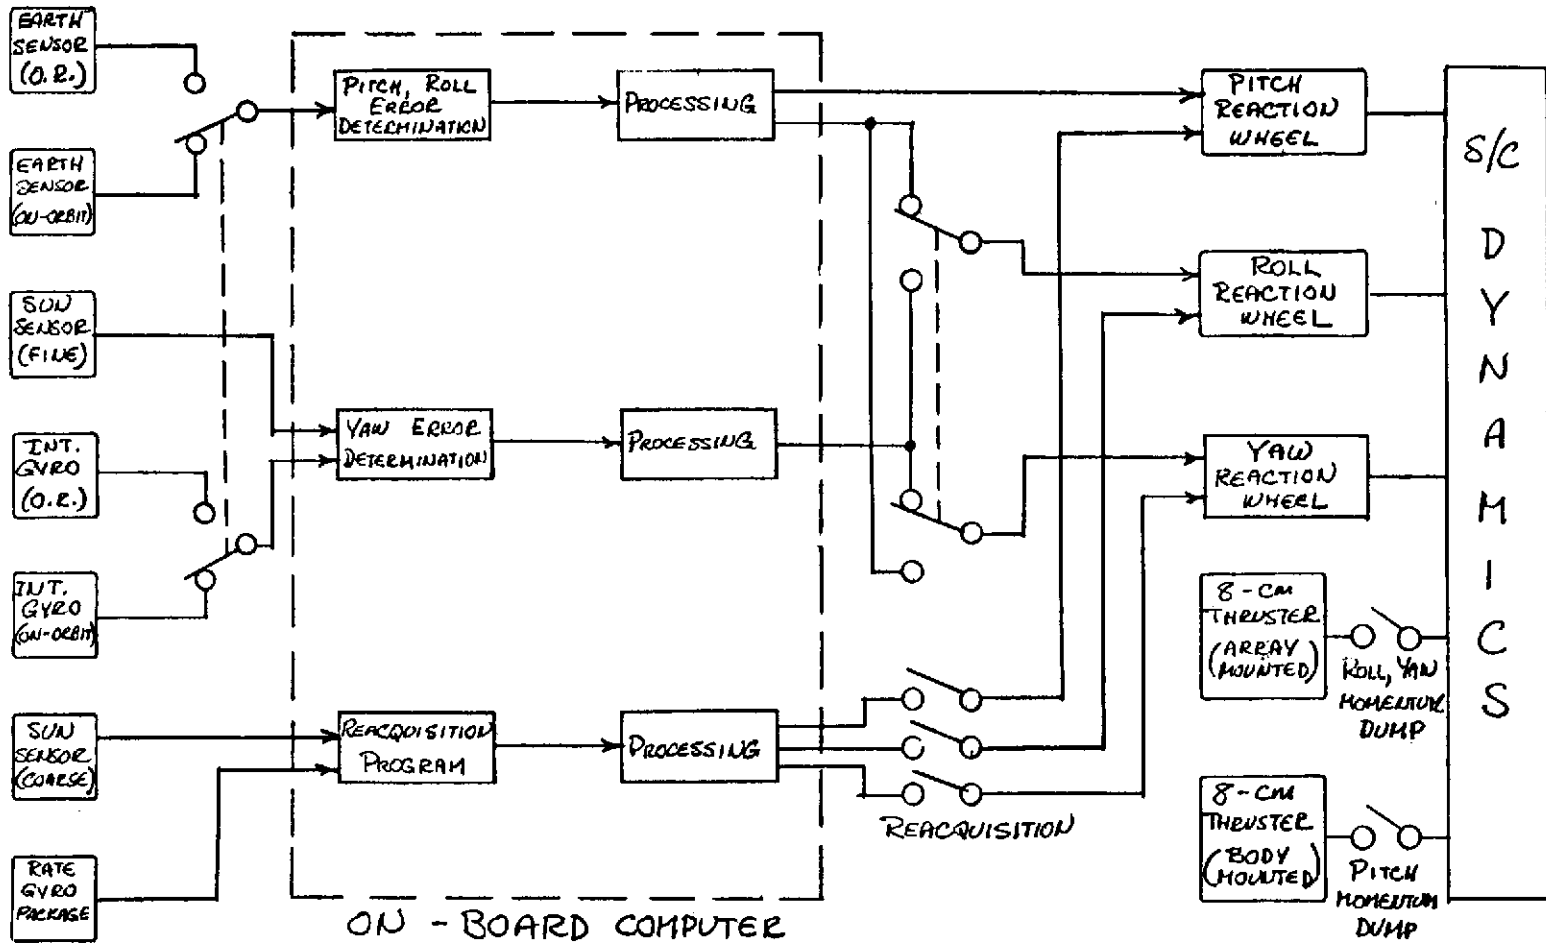 EARTH
SENSOR
(O.R.)
EARTH
SENSOR
(ON-ORBIT)
SUN
SENSOR
(FINE)
INT.
GYRO
(O.R.)
INT.
GYRO
(ON-ORBIT)
SUN
SENSOR
(COARSE)
RATE
GYRO
PACKAGE
PITCH, ROLL
ERROR
DETERMINATION
PROCESSING
YAW ERROR
DETERMINATION
PROCESSING
REACQUISITION
PROGRAM
PROCESSING
ON - BOARD COMPUTER
REACQUISITION
PITCH
REACTION
WHEEL
ROLL
REACTION
WHEEL
YAW
REACTION
WHEEL
8-CM
THRUSTER
(ARRAY
MOUNTED)
ROLL, YAW
MOMENTUM
DUMP
8-CM
THRUSTER
(BODY
MOUNTED)
PITCH
MOMENTUM
DUMP
S/C
D
Y
N
A
M
I
C
S